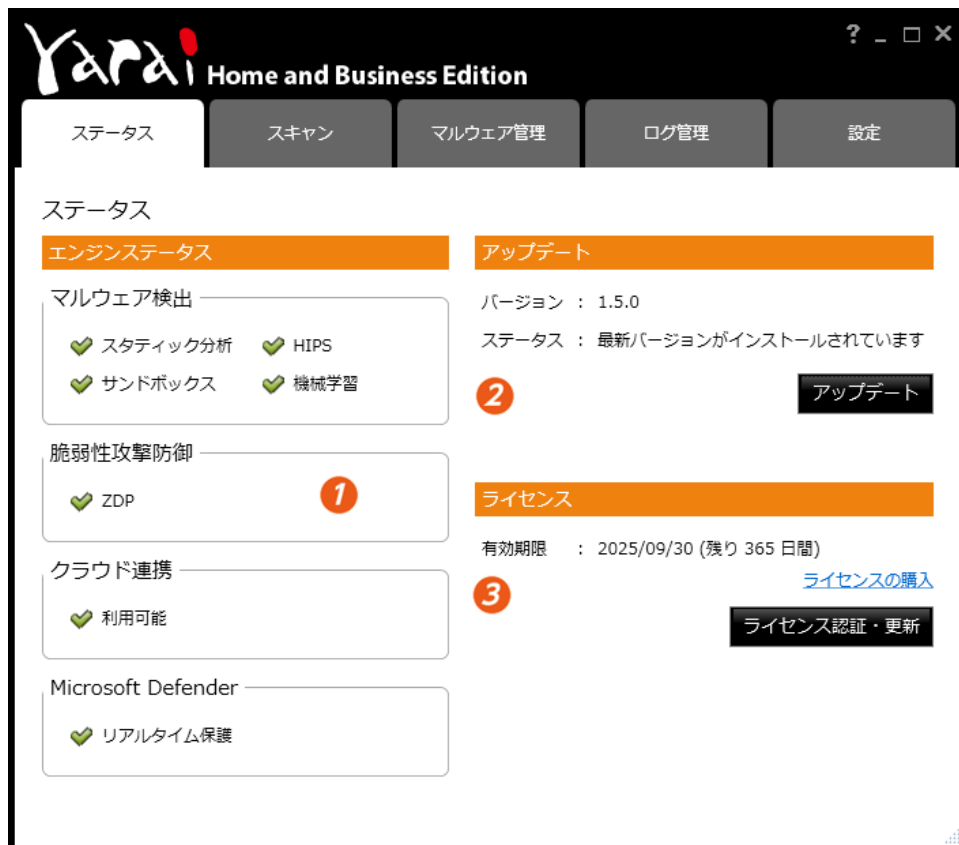 Yarai Home and Business Edition
? _ □ ×
ステータス スキャン マルウェア管理 ログ管理 設定
ステータス
エンジンステータス
マルウェア検出
スタティック分析 HIPS
サンドボックス 機械学習
脆弱性攻撃防御
ZDP
1
クラウド連携
利用可能
Microsoft Defender
リアルタイム保護
アップデート
バージョン : 1.5.0
ステータス : 最新バージョンがインストールされています
2
アップデート
ライセンス
有効期限 : 2025/09/30 (残り 365 日間)
3
ライセンスの購入
ライセンス認証・更新